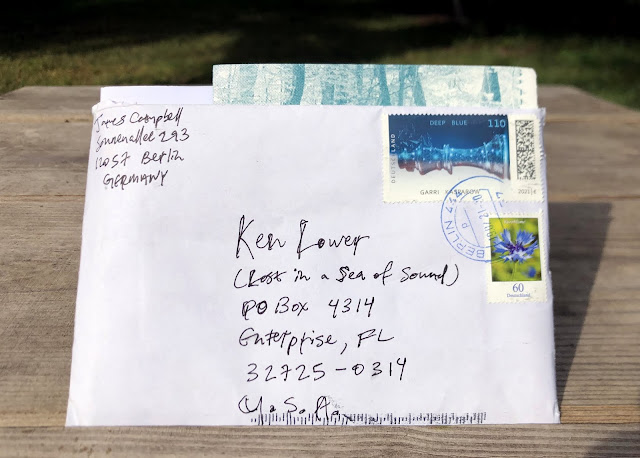 James Campbell
Sonnenallee 293
12057 Berlin
GERMANY
DEUTSCHLAND
DEEP BLUE 110
GARRI KASPAROW
BERLIN
60
Deutschland
Ken Lower
(Lost in a Sea of Sound)
PO Box 4314
Enterprise, FL
32725-0314
U.S.A.